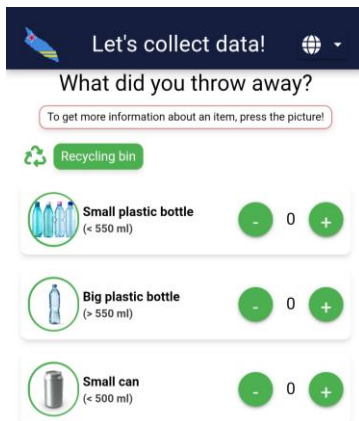 Let's collect data!
What did you throw away?
To get more information about an item, press the picture!
Recycling bin
Small plastic bottle
(< 550 ml)
- 0 +
Big plastic bottle
(> 550 ml)
- 0 +
Small can
(< 500 ml)
- 0 +